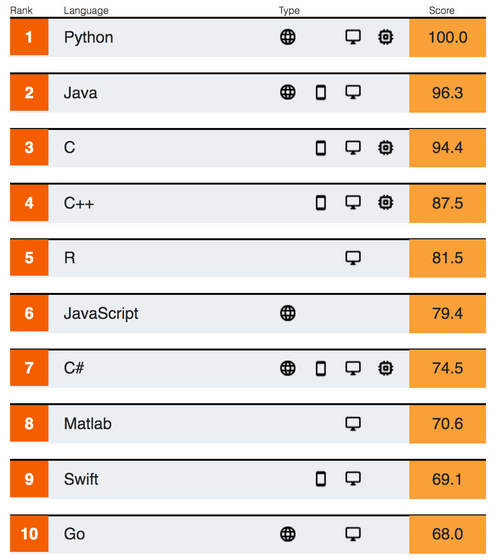 Rank Language Type Score
1 Python 100.0
2 Java 96.3
3 C 94.4
4 C++ 87.5
5 R 81.5
6 JavaScript 79.4
7 C# 74.5
8 Matlab 70.6
9 Swift 69.1
10 Go 68.0